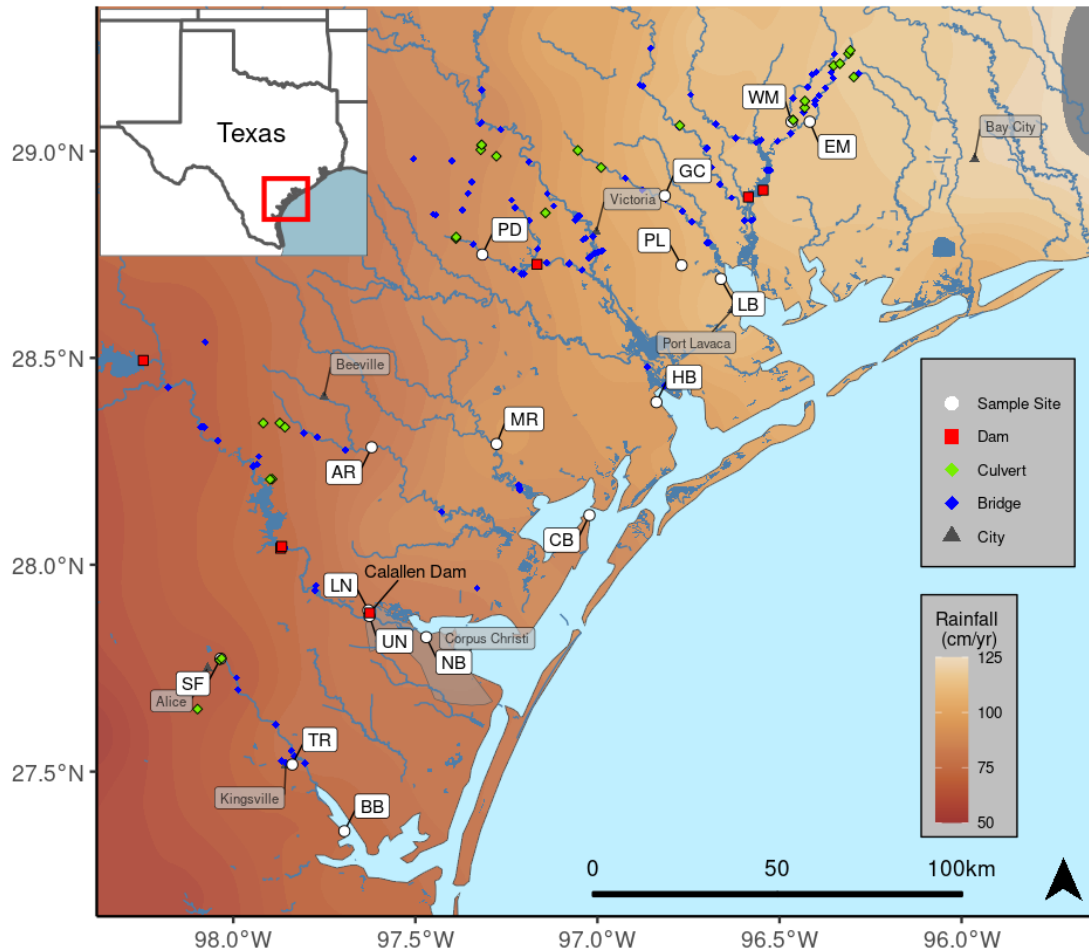 Texas
WM
EM
Bay City
GC
Victoria
PD
PL
LB
Port Lavaca
Beeville
HB
MR
AR
CB
LN
Calallen Dam
UN
NB
Corpus Christi
SF
Alice
TR
Kingsville
BB
Sample Site
Dam
Culvert
Bridge
City
Rainfall
(cm/yr)
125
100
75
50
0
50
100km
29.0°N
28.5°N
28.0°N
27.5°N
98.0°W
97.5°W
97.0°W
96.5°W
96.0°W